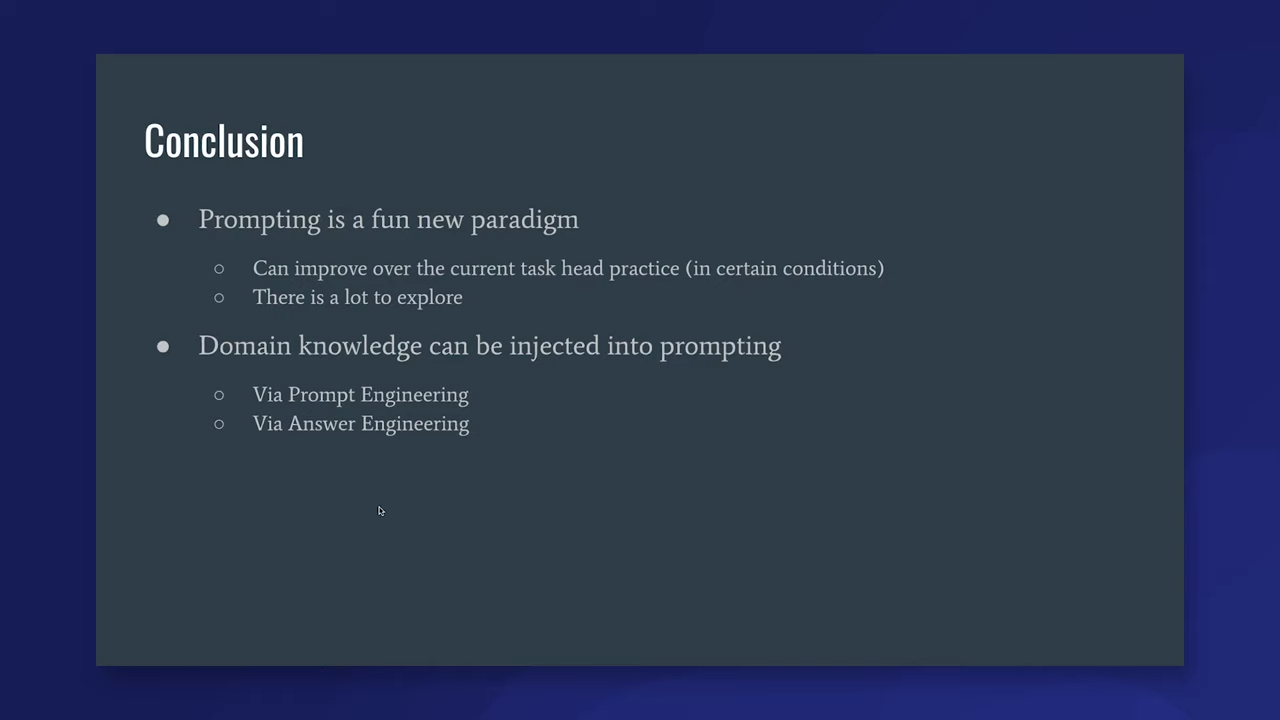 Conclusion
● Prompting is a fun new paradigm
○ Can improve over the current task head practice (in certain conditions)
○ There is a lot to explore
● Domain knowledge can be injected into prompting
○ Via Prompt Engineering
○ Via Answer Engineering